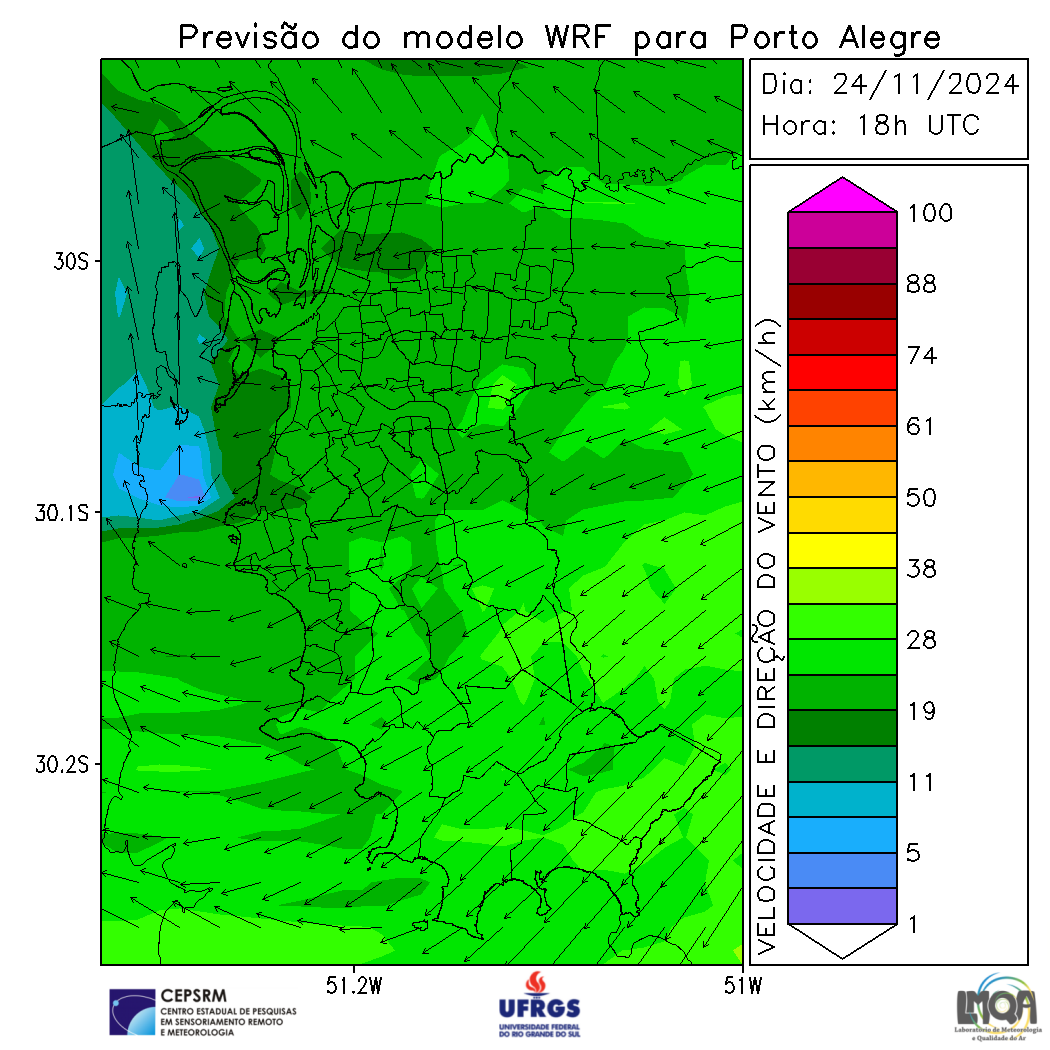 Previsão do modelo WRF para Porto Alegre
Dia: 24/11/2024
Hora: 18h UTC
30S
30.1S
30.2S
51.2W
51W
VELOCIDADE E DIREÇÃO DO VENTO (km/h)
100
88
74
61
50
38
28
19
11
5
1
CEPSRM
CENTRO ESTADUAL DE PESQUISAS
EM SENSORIAMENTO REMOTO
E METEOROLOGIA
UFRGS
UNIVERSIDADE FEDERAL
DO RIO GRANDE DO SUL
LMQA
Laboratório de Meteorologia
e Qualidade do Ar